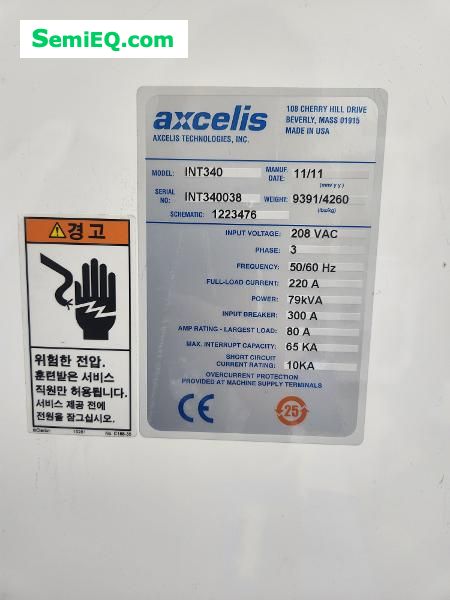 SemiEQ.com
axcelis
AXCELIS TECHNOLOGIES, INC.
108 CHERRY HILL DRIVE
BEVERLY, MASS 01915
MADE IN USA
MODEL: INT340 MANUF. DATE: 11/11
(mm/yy)
SERIAL NO: INT340038 WEIGHT: 9391/4260
(lbs/kg)
SCHEMATIC: 1223476
INPUT VOLTAGE: 208 VAC
PHASE: 3
FREQUENCY: 50/60 Hz
FULL-LOAD CURRENT: 220 A
POWER: 79kVA
INPUT BREAKER: 300 A
AMP RATING - LARGEST LOAD: 80 A
MAX. INTERRUPT CAPACITY: 65 KA
SHORT CIRCUIT
CURRENT RATING: 10KA
OVERCURRENT PROTECTION
PROVIDED AT MACHINE SUPPLY TERMINALS
CE
25
경고
위험한 전압.
훈련받은 서비스
직원만 허용됩니다.
서비스 제공 전에
전원을 잠그십시오.